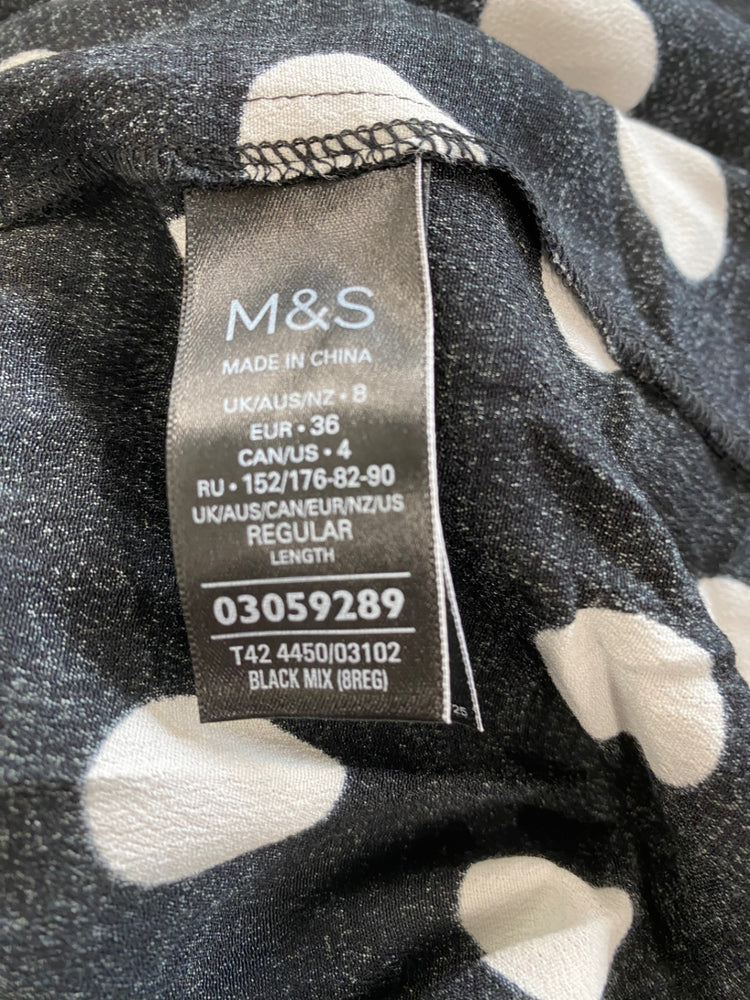 M&S
MADE IN CHINA
UK/AUS/NZ • 8
EUR • 36
CAN/US • 4
RU • 152/176-82-90
UK/AUS/CAN/EUR/NZ/US
REGULAR
LENGTH
03059289
T42 4450/03102
BLACK MIX (8REG)
25